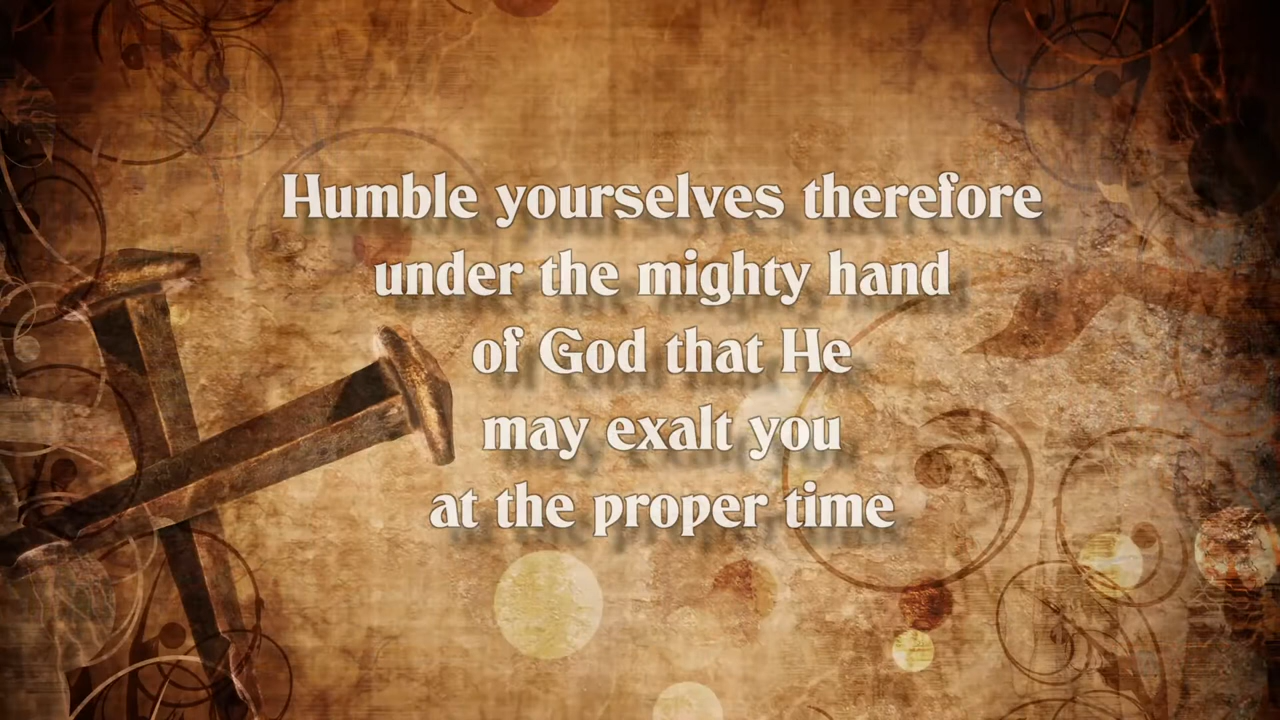 Humble yourselves therefore
under the mighty hand
of God that He
may exalt you
at the proper time